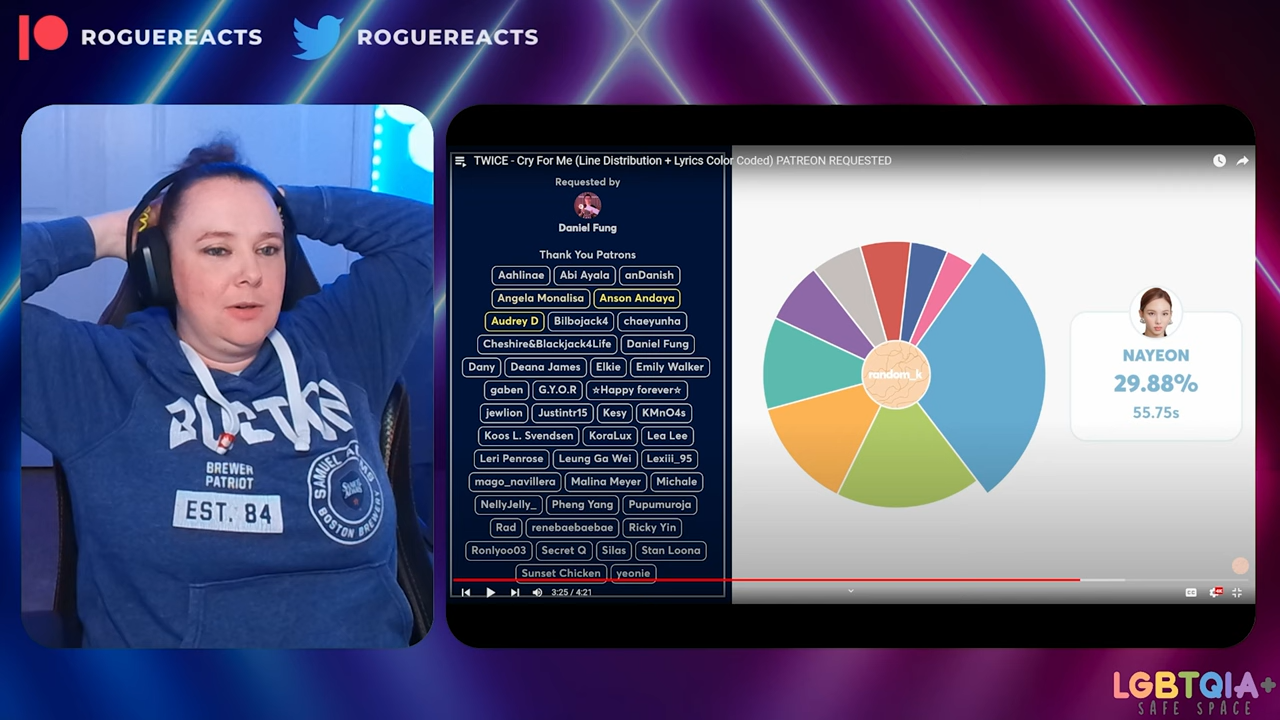 ROGUEREACTS ROGUEREACTS
TWICE - Cry For Me (Line Distribution + Lyrics Color Coded) PATREON REQUESTED
Requested by
Daniel Fung
Thank You Patrons
Aahlinae Abi Ayala anDanish
Angela Monalisa Anson Andaya
Audrey D Bilbojack4 chaeyunha
Cheshire&Blackjack4Life Daniel Fung
Dany Deana James Elkie Emily Walker
gaben G.Y.O.R ☆Happy forever☆
jewlion Justintr15 Kesy KMnO4s
Koos L. Svendsen KoraLux Lea Lee
Leri Penrose Leung Ga Wei Lexiii_95
mago_navillera Malina Meyer Michale
NellyJelly_ Pheng Yang Pupumuroja
Rad renebaebaebae Ricky Yin
Ronlyoo03 Secret Q Silas Stan Loona
Sunset Chicken yeonie
3:25 / 4:21
random_k
NAYEON
29.88%
55.75s
CC
BREWER
PATRIOT
EST. 84
BOSTON BREWERY
LGBTQIA+
SAFE SPACE